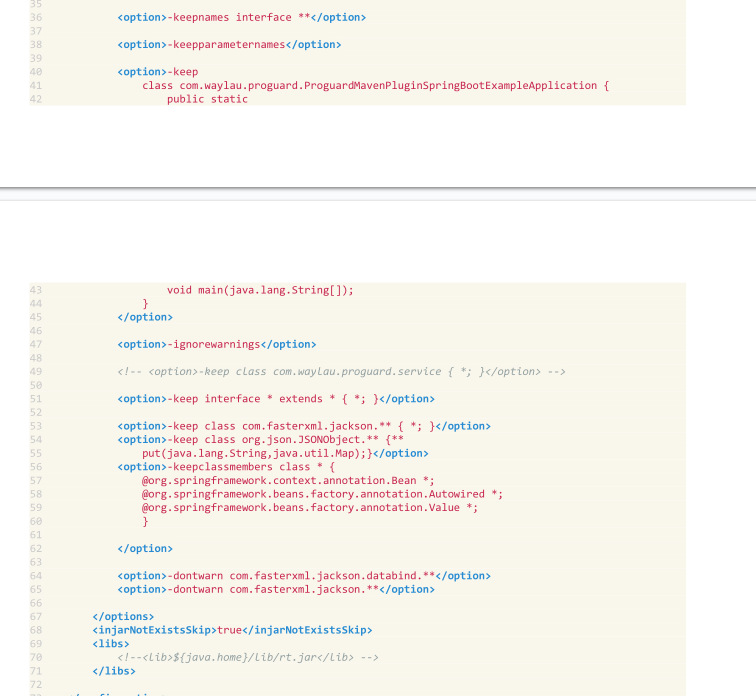 35
36 <option>-keepnames interface **</option>
37
38 <option>-keepparameternames</option>
39
40 <option>-keep
41 class com.waylau.proguard.ProguardMavenPluginSpringBootExampleApplication {
42 public static
43 void main(java.lang.String[]);
44 }
45 </option>
46
47 <option>-ignorewarnings</option>
48
49 <!-- <option>-keep class com.waylau.proguard.service { *; }</option> -->
50
51 <option>-keep interface * extends * { *; }</option>
52
53 <option>-keep class com.fasterxml.jackson.** { *; }</option>
54 <option>-keep class org.json.JSONObject.** {**
55 put(java.lang.String,java.util.Map);}</option>
56 <option>-keepclassmembers class * {
57 @org.springframework.context.annotation.Bean *;
58 @org.springframework.beans.factory.annotation.Autowired *;
59 @org.springframework.beans.factory.annotation.Value *;
60 }
61
62 </option>
63
64 <option>-dontwarn com.fasterxml.jackson.databind.**</option>
65 <option>-dontwarn com.fasterxml.jackson.**</option>
66
67 </options>
68 <injarNotExistsSkip>true</injarNotExistsSkip>
69 <libs>
70 <!--<lib>${java.home}/lib/rt.jar</lib> -->
71 </libs>
72